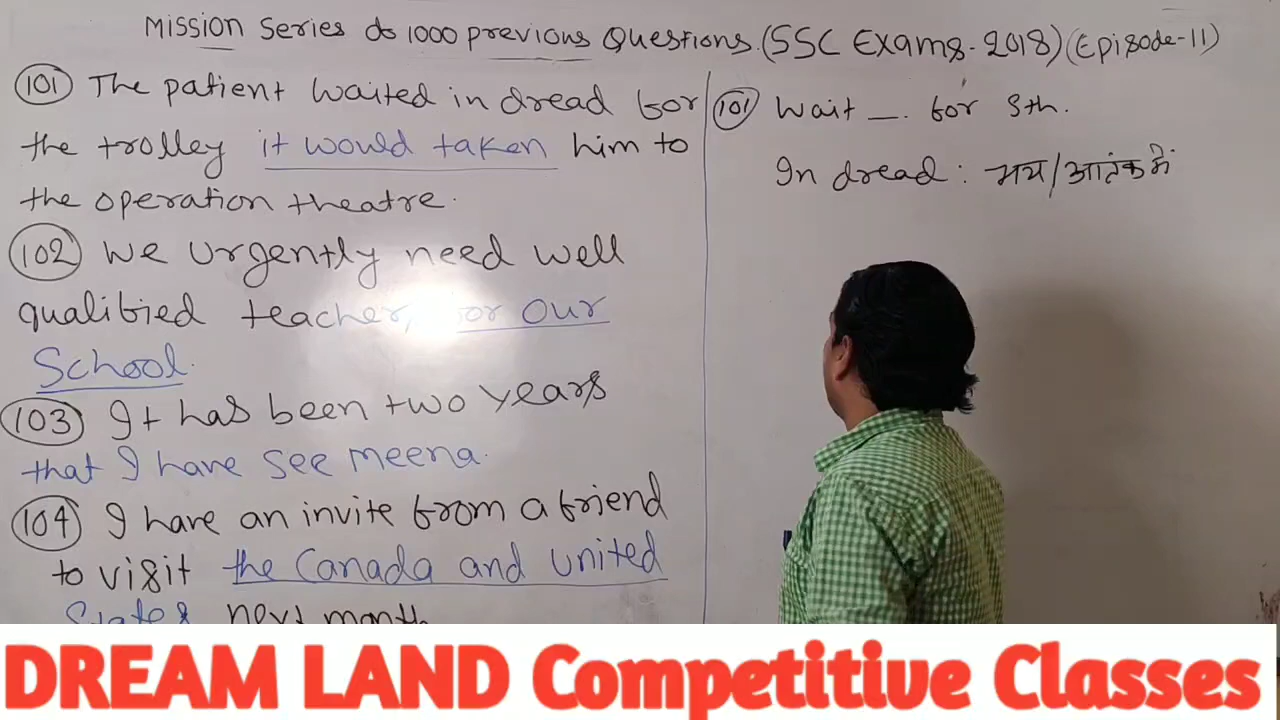 Mission Series do 1000 previous Questions. (SSC Exams-2018) (Episode-11)
(101) The patient waited in dread for
the trolley it would taken him to
the operation theatre.
(102) We urgently need well
qualified teacher, for our
School.
(103) It has been two years
that I have see meena.
(104) I have an invite from a friend
to visit the Canada and united
States next month
(101) Wait __. for sth.
In dread: भय/आतंक में
DREAM LAND Competitive Classes